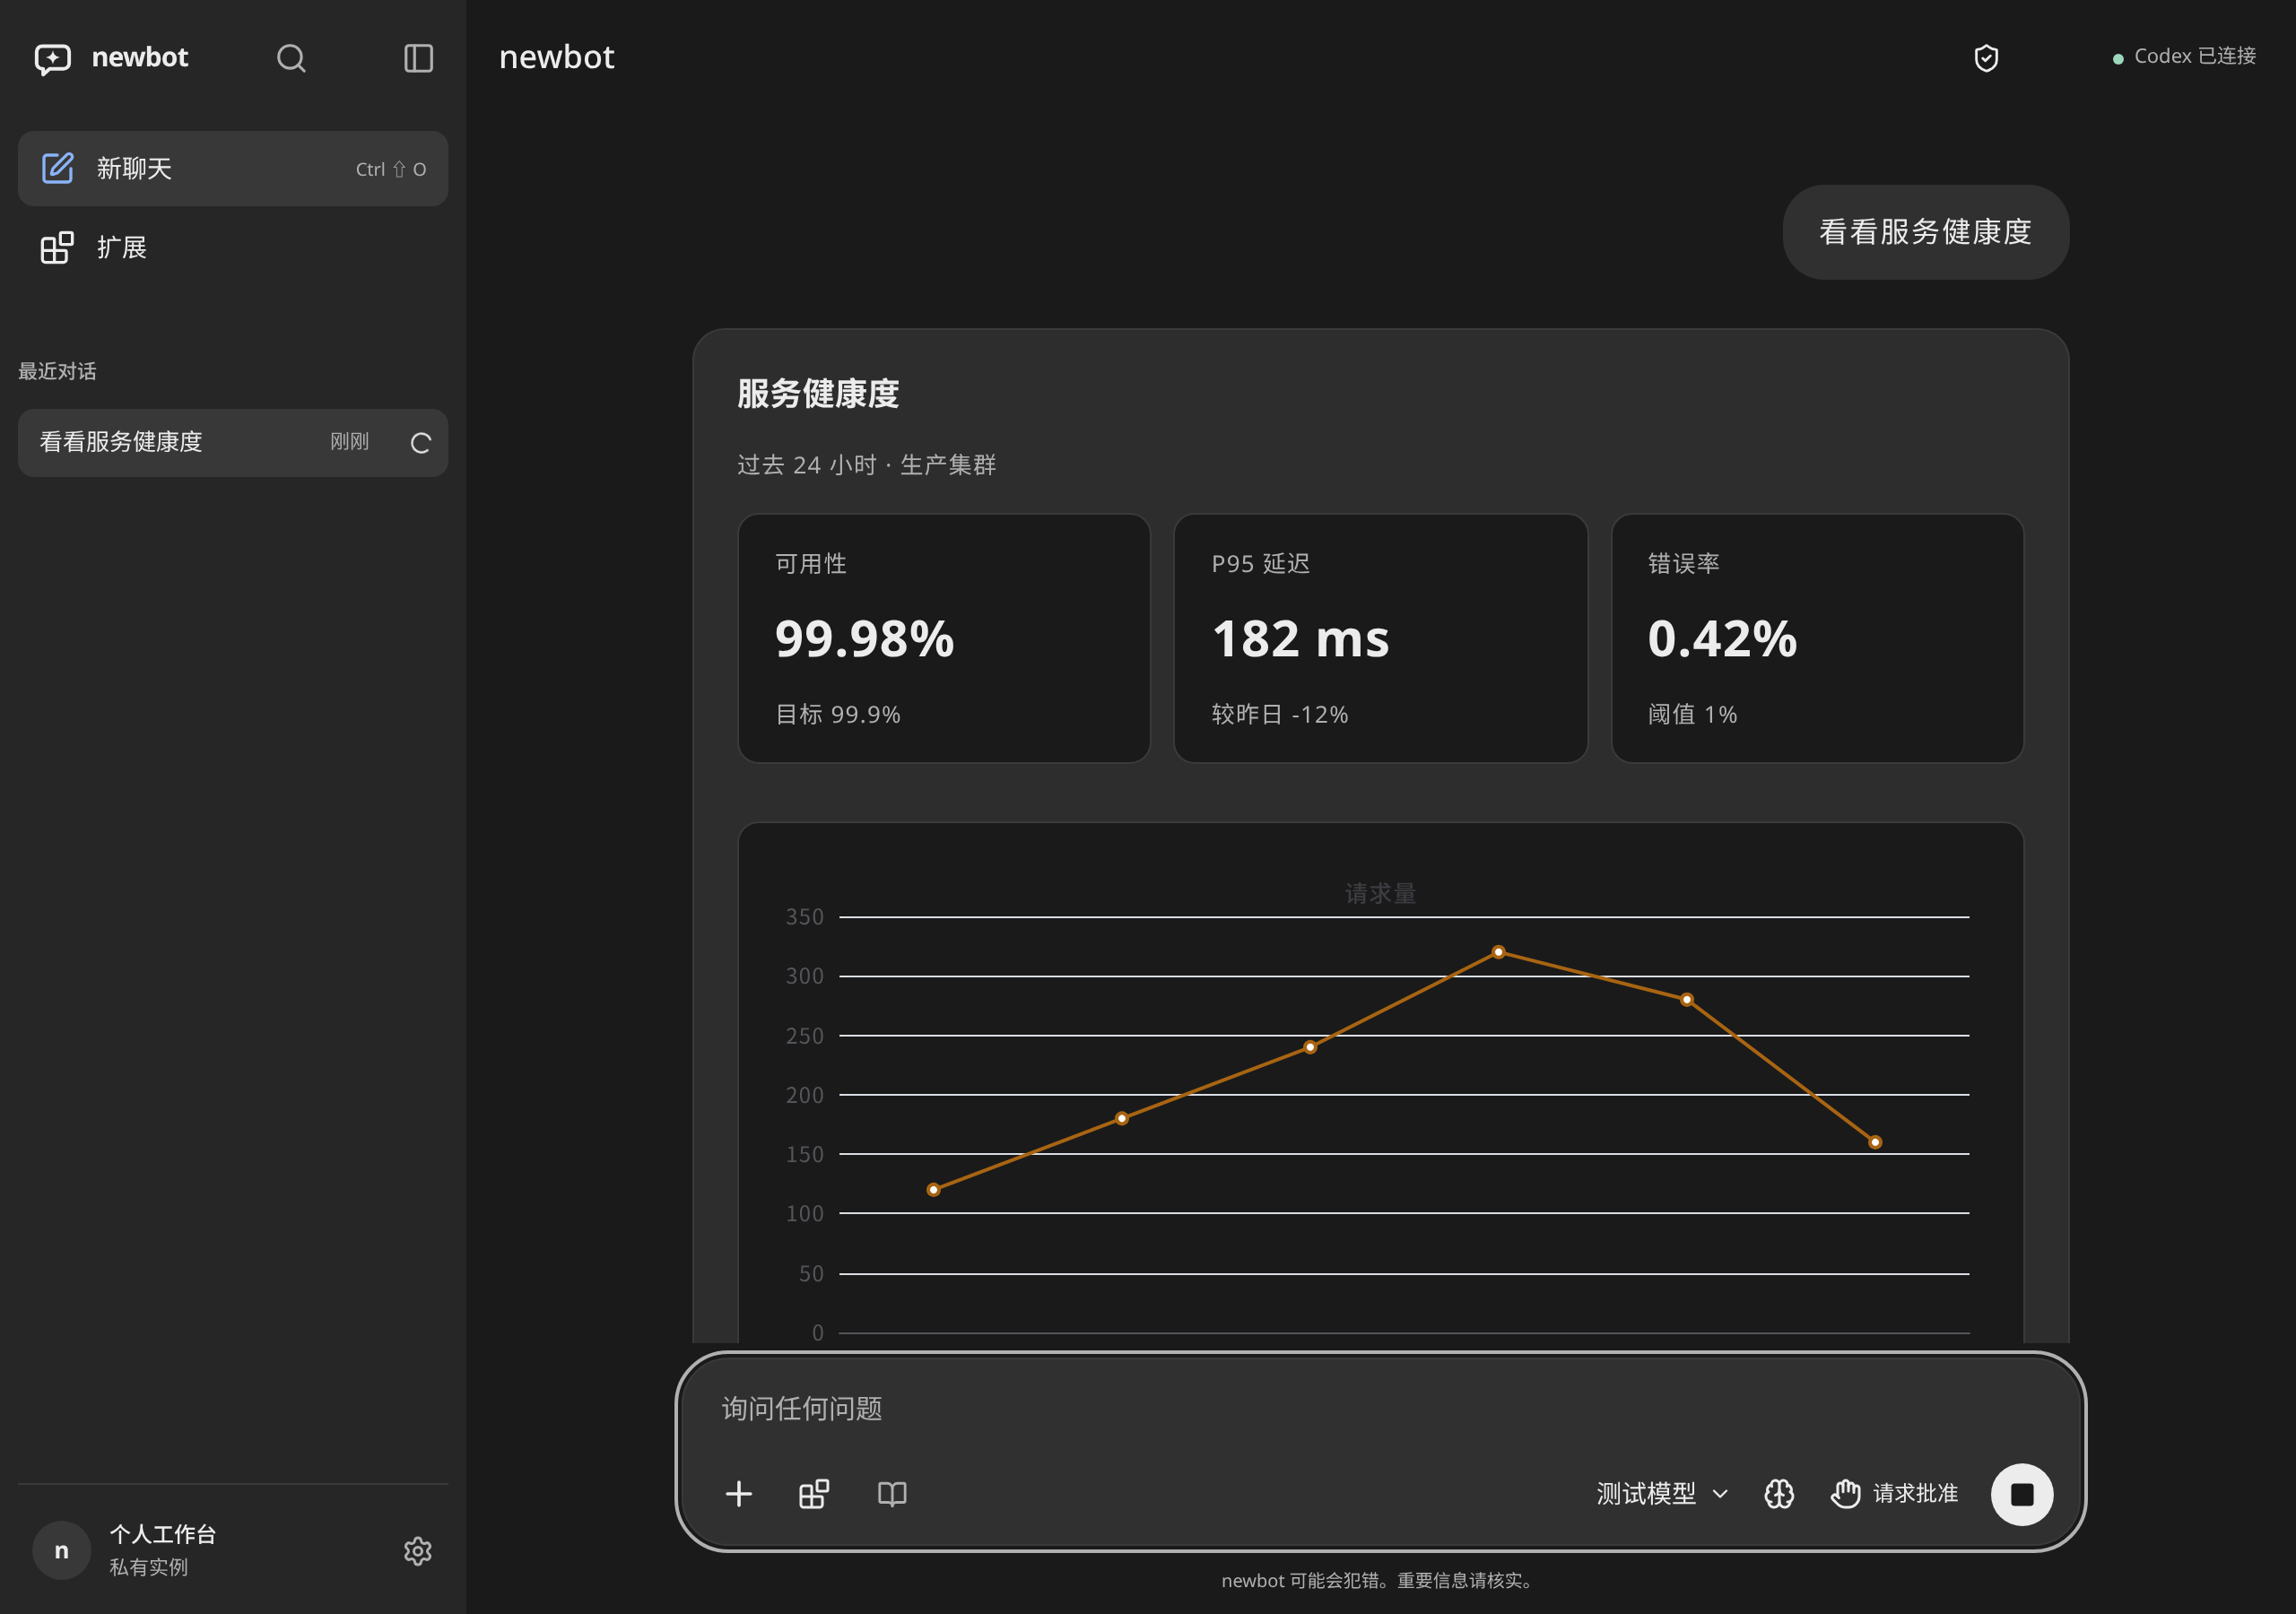 newbot
新聊天
Ctrl ⇧ O
扩展
最近对话
看看服务健康度
刚刚
n
个人工作台
私有实例
newbot
Codex 已连接
看看服务健康度
服务健康度
过去 24 小时 · 生产集群
可用性
99.98%
目标 99.9%
P95 延迟
182 ms
较昨日 -12%
错误率
0.42%
阈值 1%
请求量
350
300
250
200
150
100
50
0
询问任何问题
测试模型
请求批准
newbot 可能会犯错。重要信息请核实。